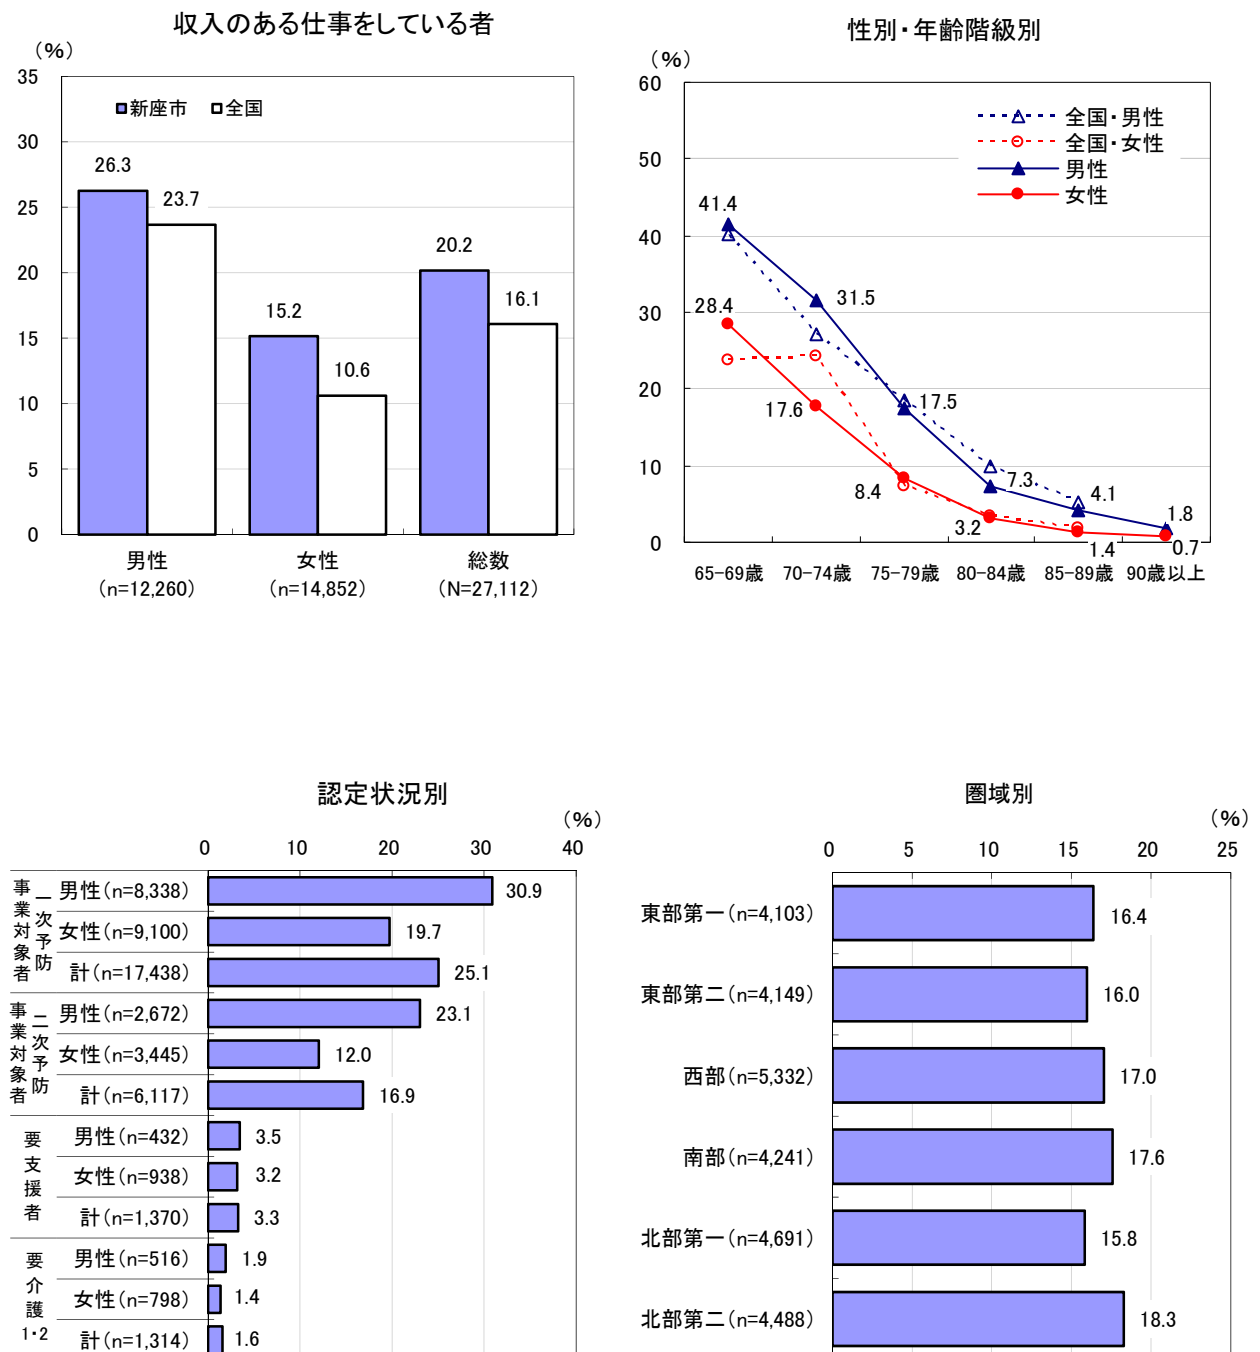 収入のある仕事をしている者
（%）
35
30
25
20
15
10
5
0
新座市 全国
26.3
23.7
15.2
10.6
20.2
16.1
男性 女性 総数
（n=12,260） （n=14,852） （N=27,112）
性別・年齢階級別
（%）
60
50
40
30
20
10
0
全国・男性
全国・女性
男性
女性
41.4
31.5
28.4
17.6
17.5
8.4
7.3
3.2
4.1
1.4
1.8
0.7
65-69歳 70-74歳 75-79歳 80-84歳 85-89歳 90歳以上
認定状況別
（%）
0 10 20 30 40
一次予防事業対象者
男性（n=8,338） 30.9
女性（n=9,100） 19.7
計（n=17,438） 25.1
二次予防事業対象者
男性（n=2,672） 23.1
女性（n=3,445） 12.0
計（n=6,117） 16.9
要支援者
男性（n=432） 3.5
女性（n=938） 3.2
計（n=1,370） 3.3
要介護1・2
男性（n=516） 1.9
女性（n=798） 1.4
計（n=1,314） 1.6
圏域別
（%）
0 5 10 15 20 25
東部第一（n=4,103） 16.4
東部第二（n=4,149） 16.0
西部（n=5,332） 17.0
南部（n=4,241） 17.6
北部第一（n=4,691） 15.8
北部第二（n=4,488） 18.3